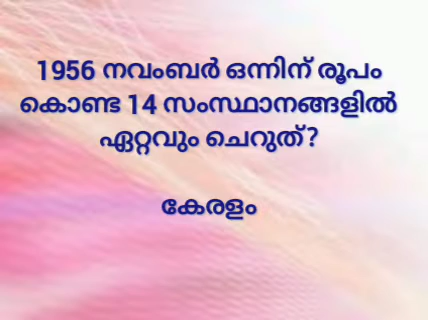 1956 നവംബർ ഒന്നിന് രൂപം
കൊണ്ട 14 സംസ്ഥാനങ്ങളിൽ
ഏറ്റവും ചെറുത്?
കേരളം